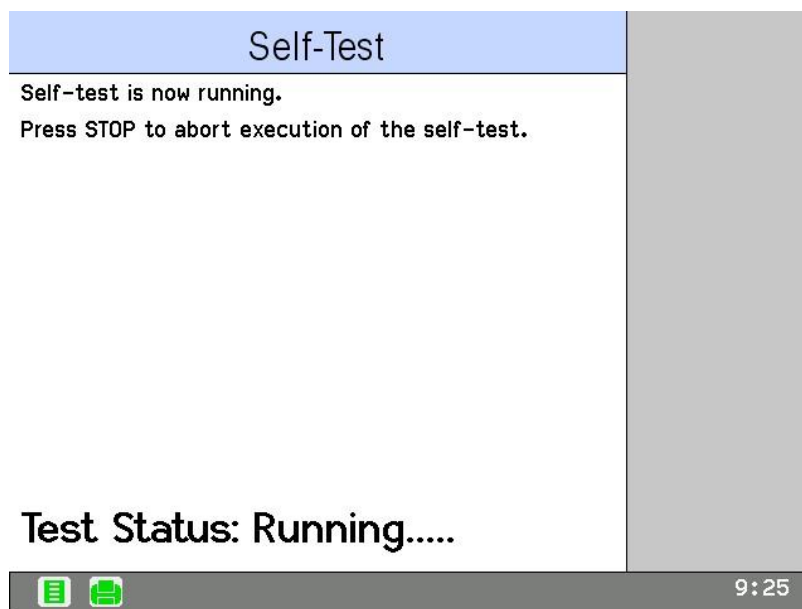 Self-Test
Self-test is now running.
Press STOP to abort execution of the self-test.
Test Status: Running.....
9:25